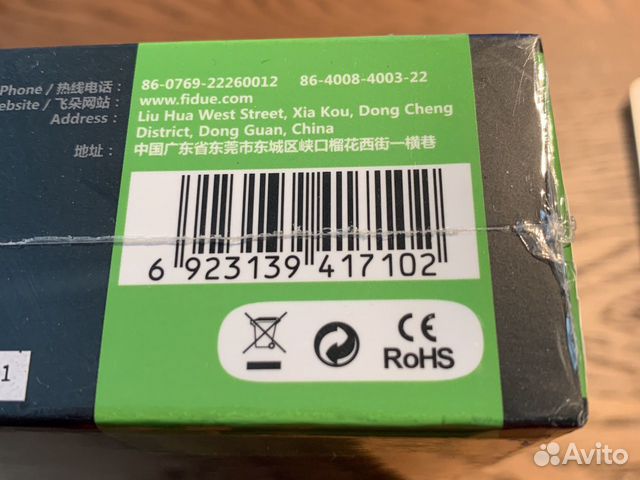 Phone / 热线电话 : 86-0769-22260012 86-4008-4003-22
ebsite / 飞朵网站 : www.fidue.com
Address : Liu Hua West Street, Xia Kou, Dong Cheng
District, Dong Guan, China
地址 : 中国广东省东莞市东城区峡口榴花西街一横巷
6 923139 417102
CE
RoHS
1
Avito